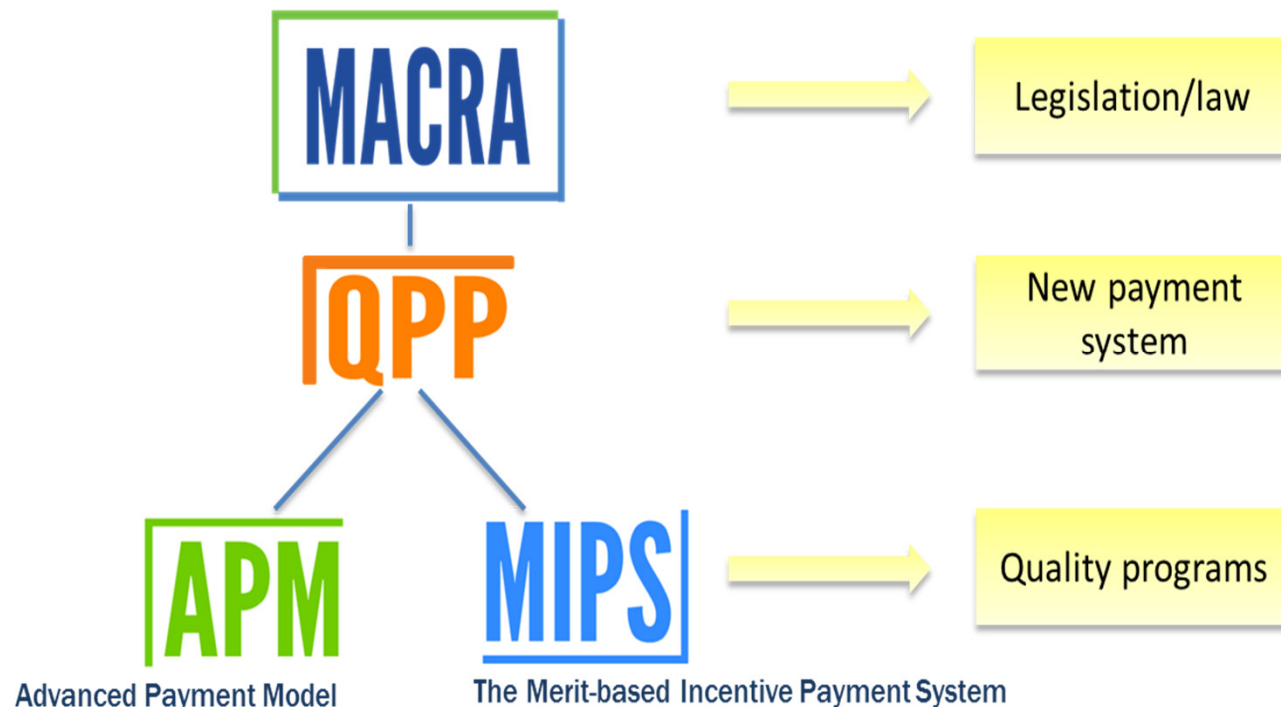 MACRA
Legislation/law
QPP
New payment
system
APM
MIPS
Quality programs
Advanced Payment Model
The Merit-based Incentive Payment System